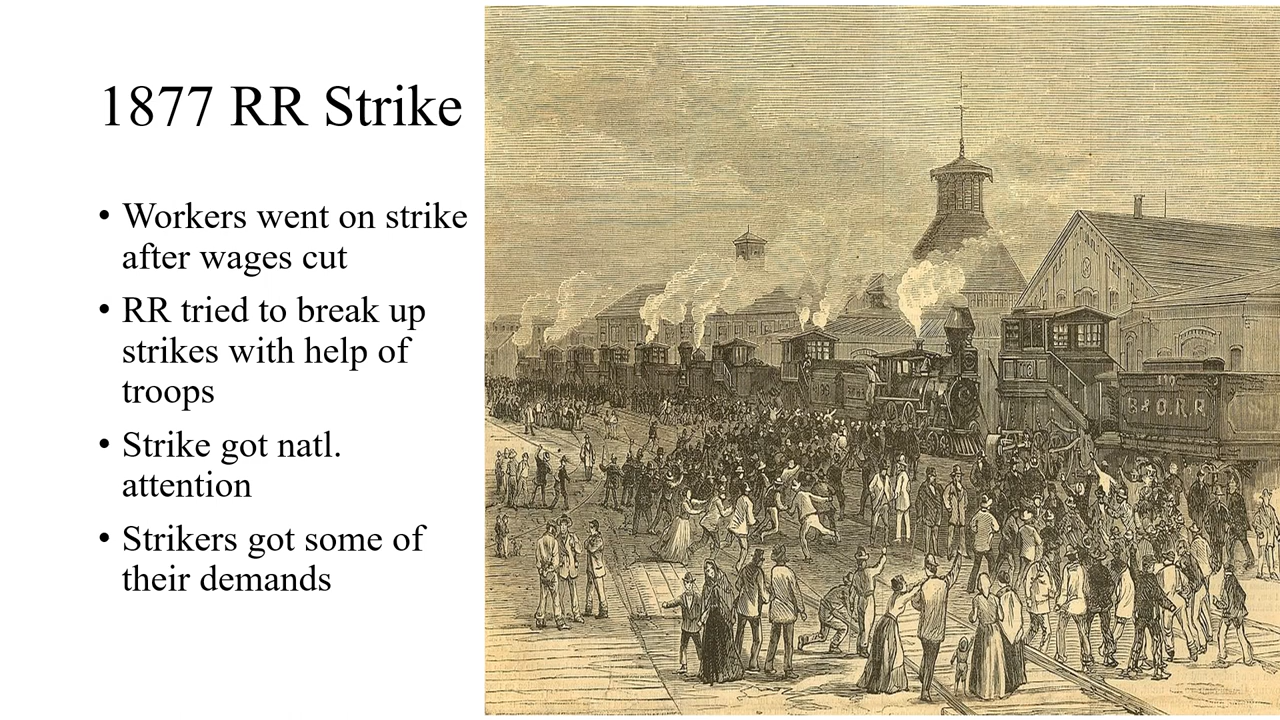 1877 RR Strike
• Workers went on strike
after wages cut
• RR tried to break up
strikes with help of
troops
• Strike got natl.
attention
• Strikers got some of
their demands
110
B & O.R.R